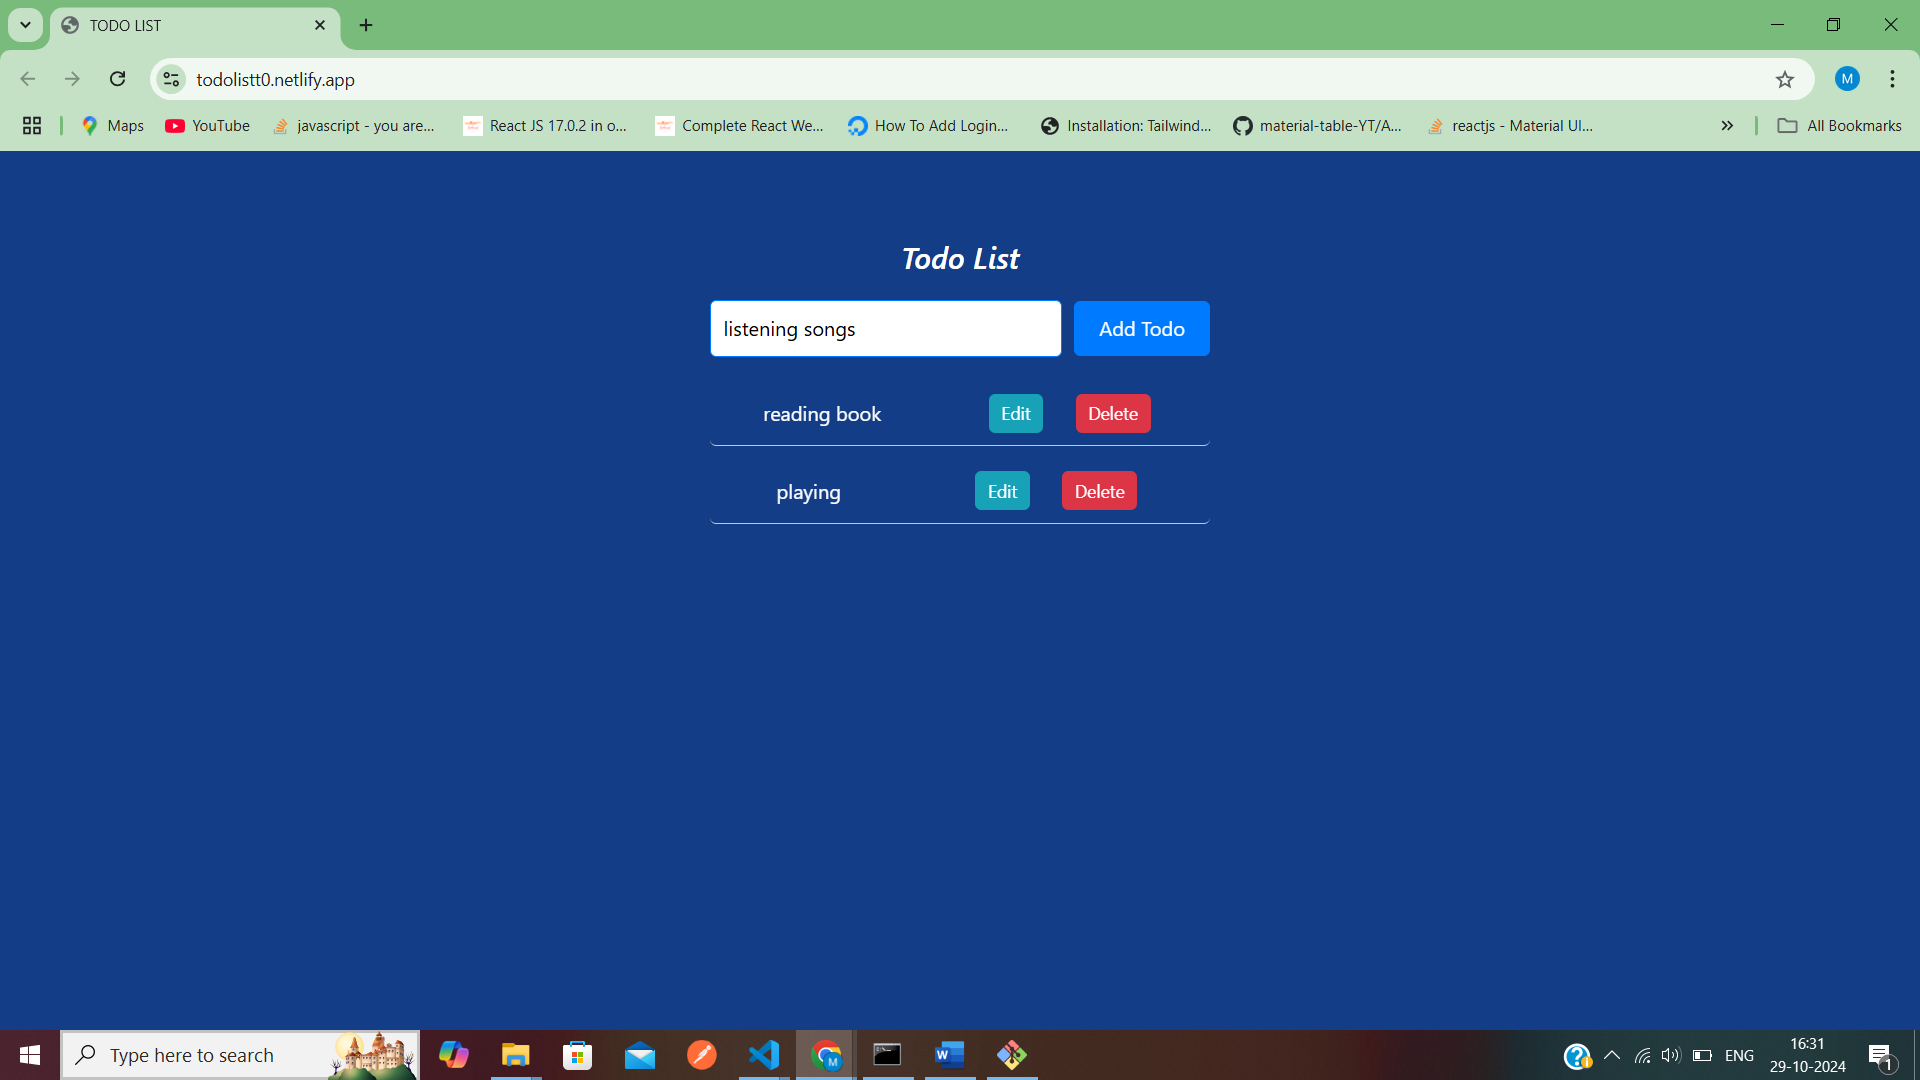 TODO LIST
todolistt0.netlify.app
M
Maps
YouTube
javascript - you are...
React JS 17.0.2 in o...
Complete React We...
How To Add Login...
Installation: Tailwind...
material-table-YT/A...
reactjs - Material UI...
All Bookmarks
Todo List
listening songs
Add Todo
reading book
Edit
Delete
playing
Edit
Delete
Type here to search
M
W
ENG
16:31
29-10-2024
1